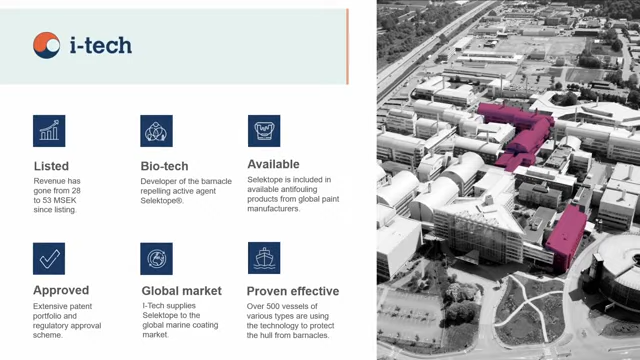 i-tech
Listed
Revenue has
gone from 28
to 53 MSEK
since listing.
Bio-tech
Developer of the barnacle
repelling active agent
Selektope®.
Available
Selektope is included in
available antifouling
products from global paint
manufacturers.
Approved
Extensive patent
portfolio and
regulatory approval
scheme.
Global market
I-Tech supplies
Selektope to the
global marine coating
market.
Proven effective
Over 500 vessels of
various types are using
the technology to protect
the hull from barnacles.